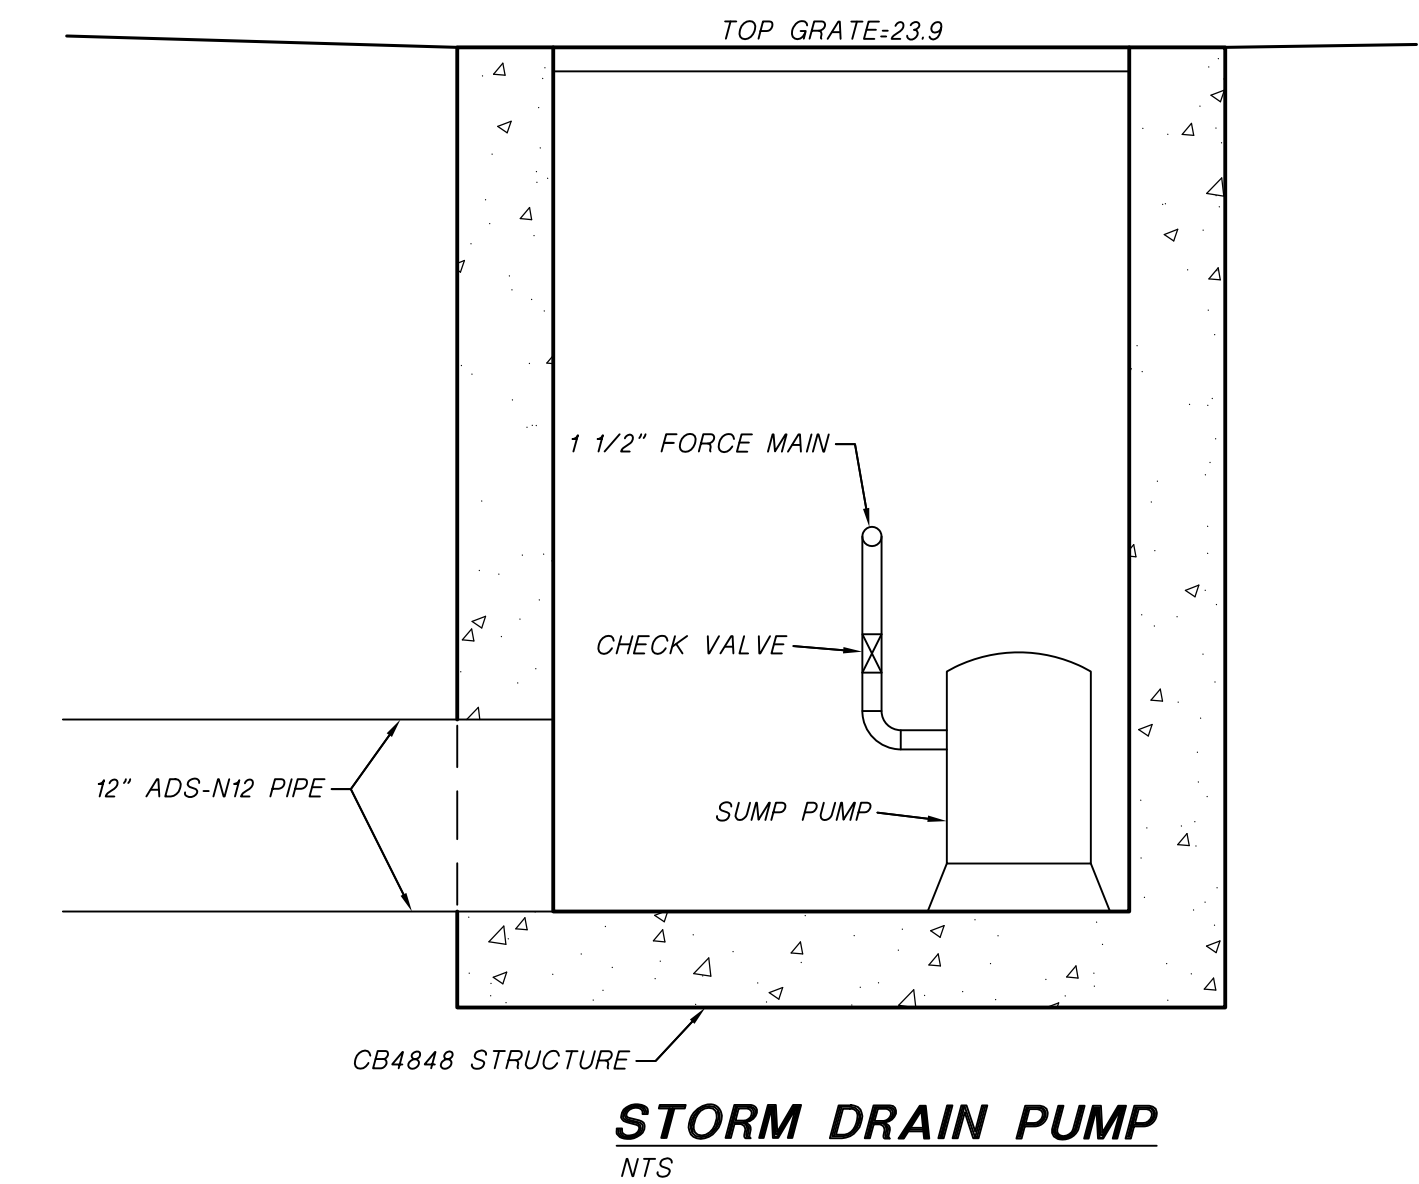 TOP GRATE=23.9
1 1/2" FORCE MAIN
CHECK VALVE
12" ADS-N12 PIPE
SUMP PUMP
CB4848 STRUCTURE
STORM DRAIN PUMP
NTS